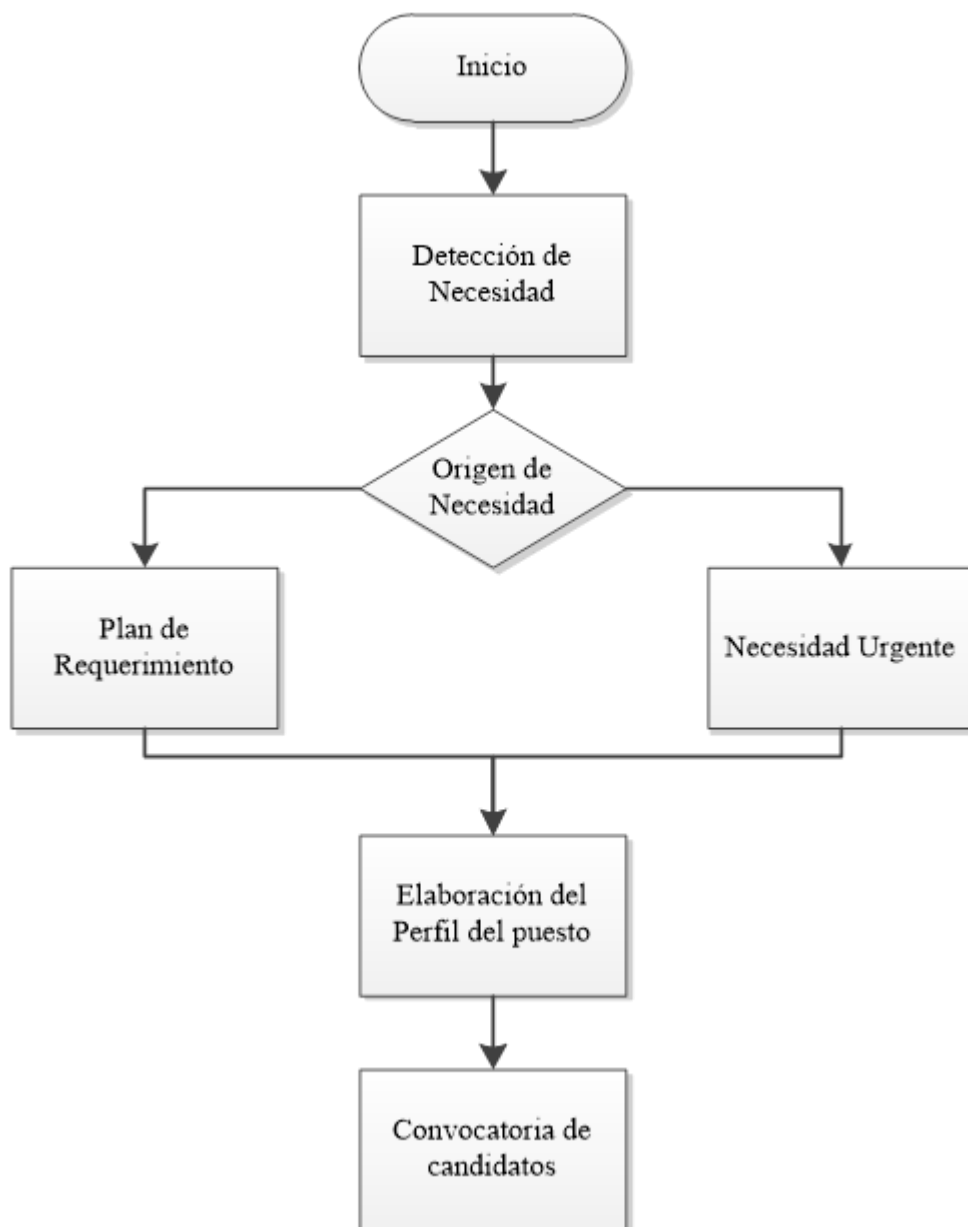 Inicio
Detección de
Necesidad
Origen de
Necesidad
Plan de
Requerimiento
Necesidad Urgente
Elaboración del
Perfil del puesto
Convocatoria de
candidatos